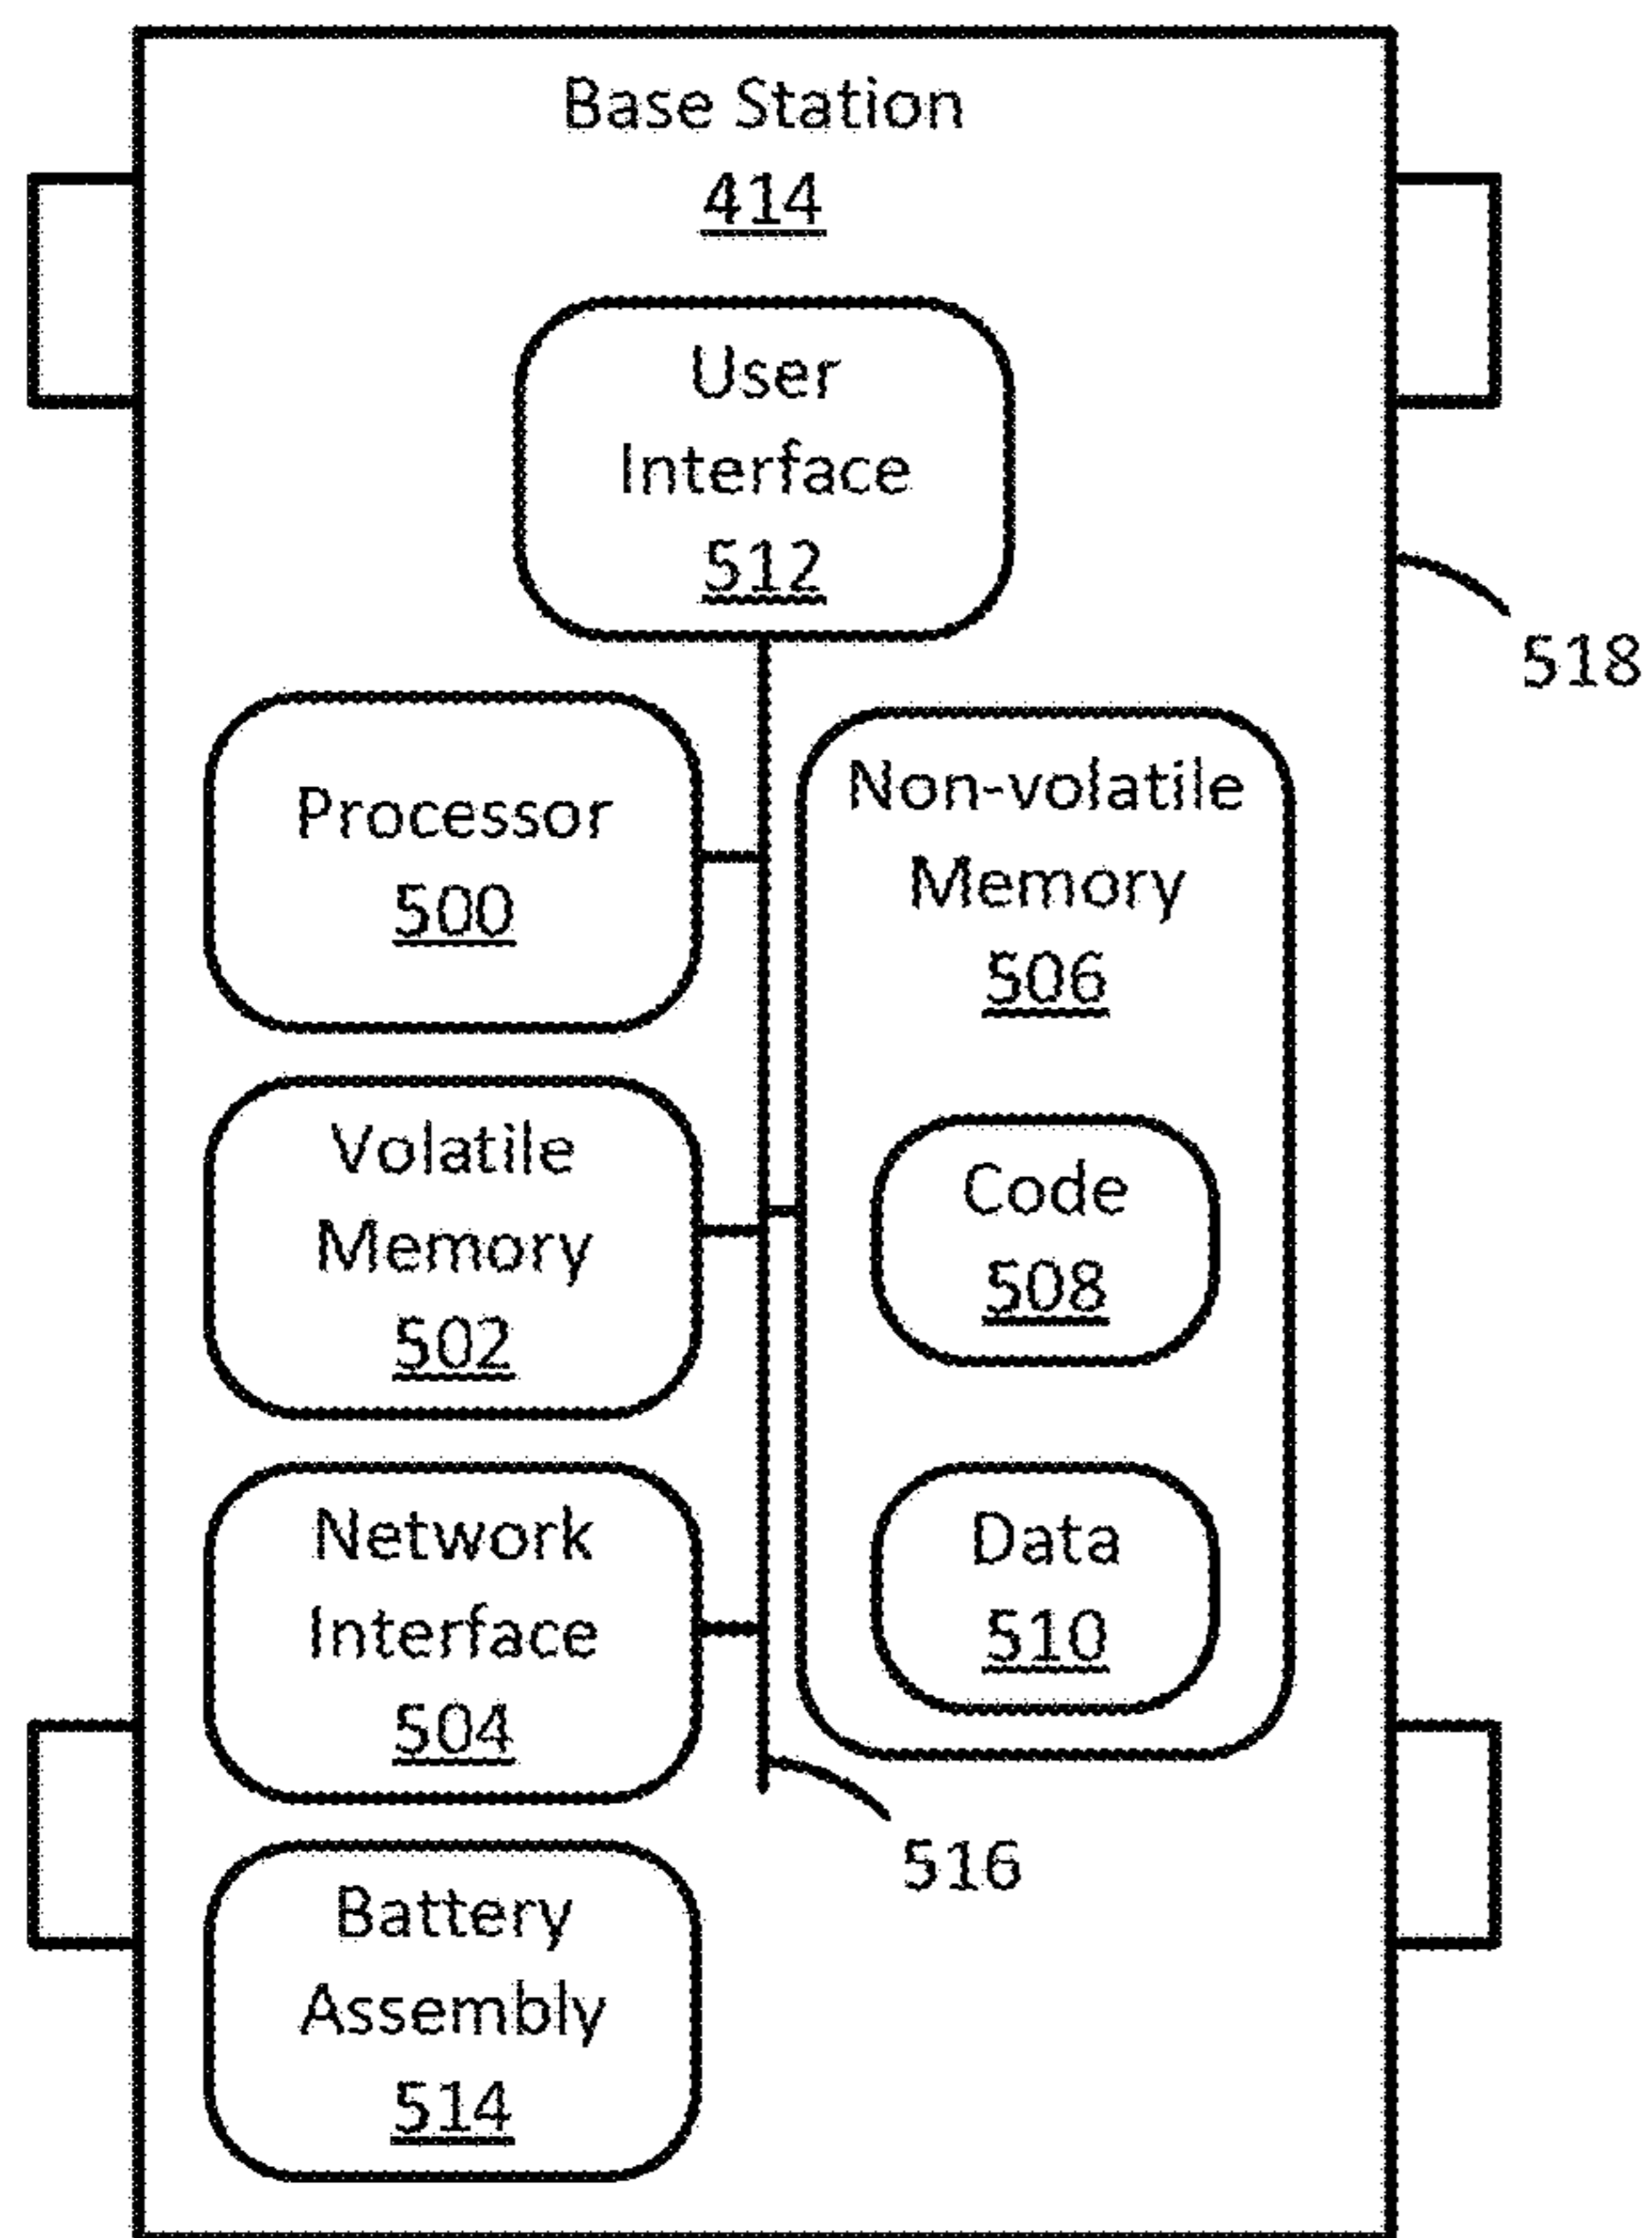 Base Station
414
User
Interface
512
518
Processor
500
Non-volatile
Memory
506
Volatile
Memory
502
Code
508
Network
Interface
504
Data
510
516
Battery
Assembly
514